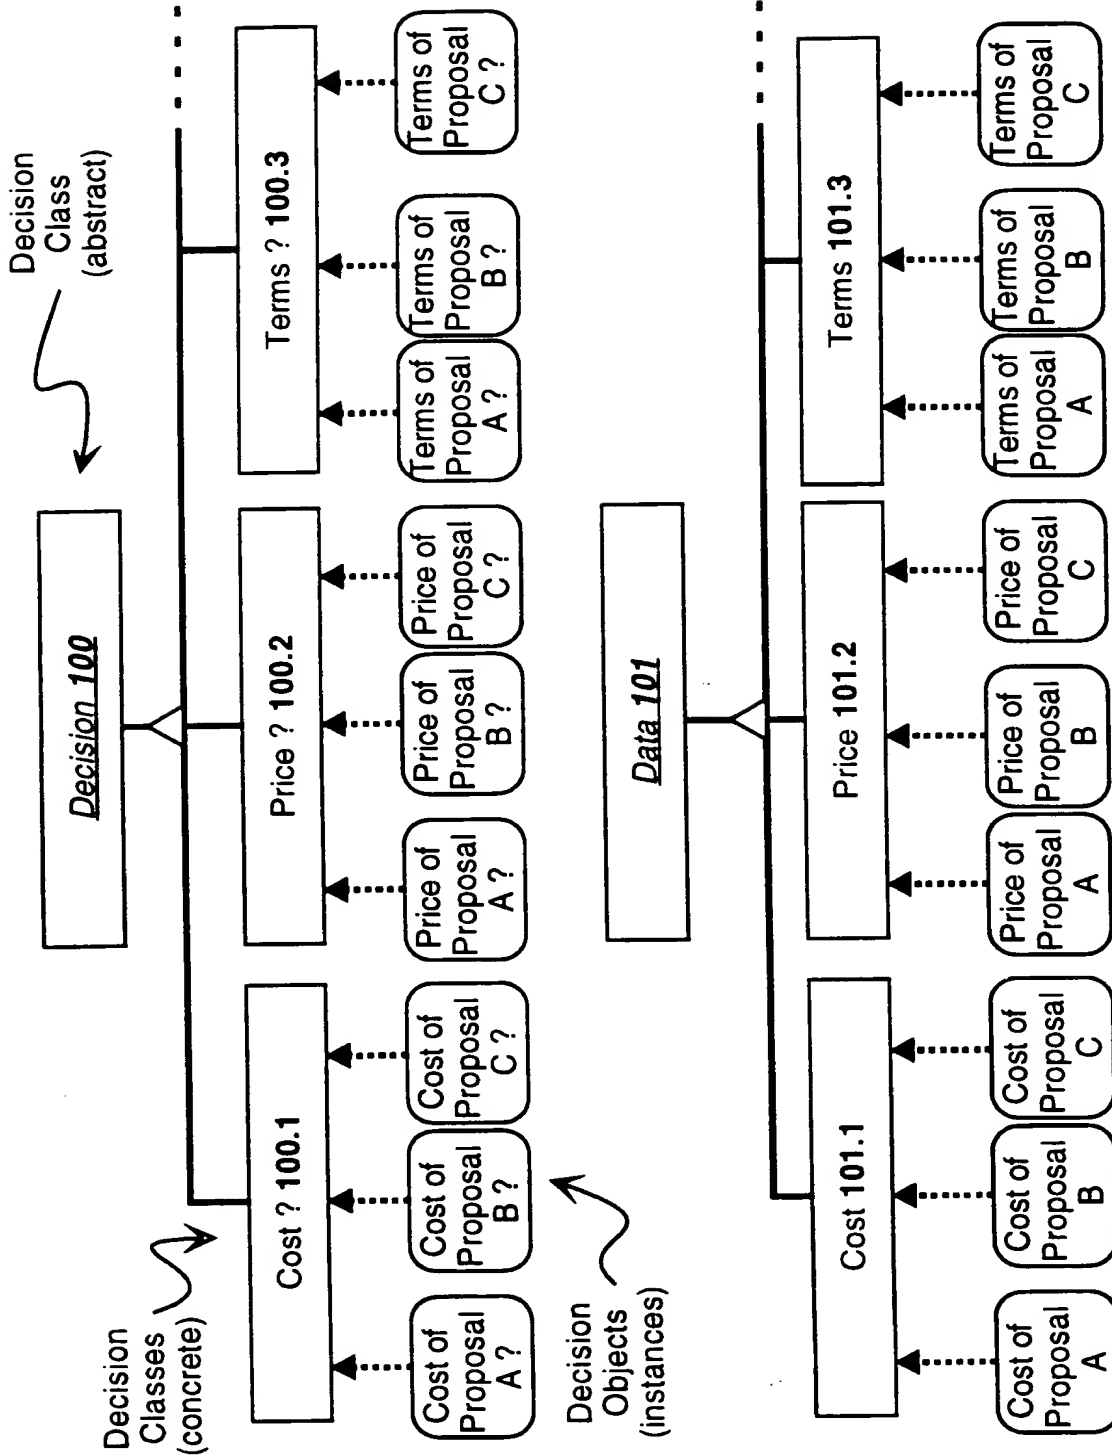 Decision
Class
(abstract)
Decision 100
Decision
Classes
(concrete)
Cost ? 100.1
Price ? 100.2
Terms ? 100.3
Cost of
Proposal
A ?
Cost of
Proposal
B ?
Cost of
Proposal
C ?
Price of
Proposal
A ?
Price of
Proposal
B ?
Price of
Proposal
C ?
Terms of
Proposal
A ?
Terms of
Proposal
B ?
Terms of
Proposal
C ?
Decision
Objects
(instances)
Data 101
Cost 101.1
Price 101.2
Terms 101.3
Cost of
Proposal
A
Cost of
Proposal
B
Cost of
Proposal
C
Price of
Proposal
A
Price of
Proposal
B
Price of
Proposal
C
Terms of
Proposal
A
Terms of
Proposal
B
Terms of
Proposal
C